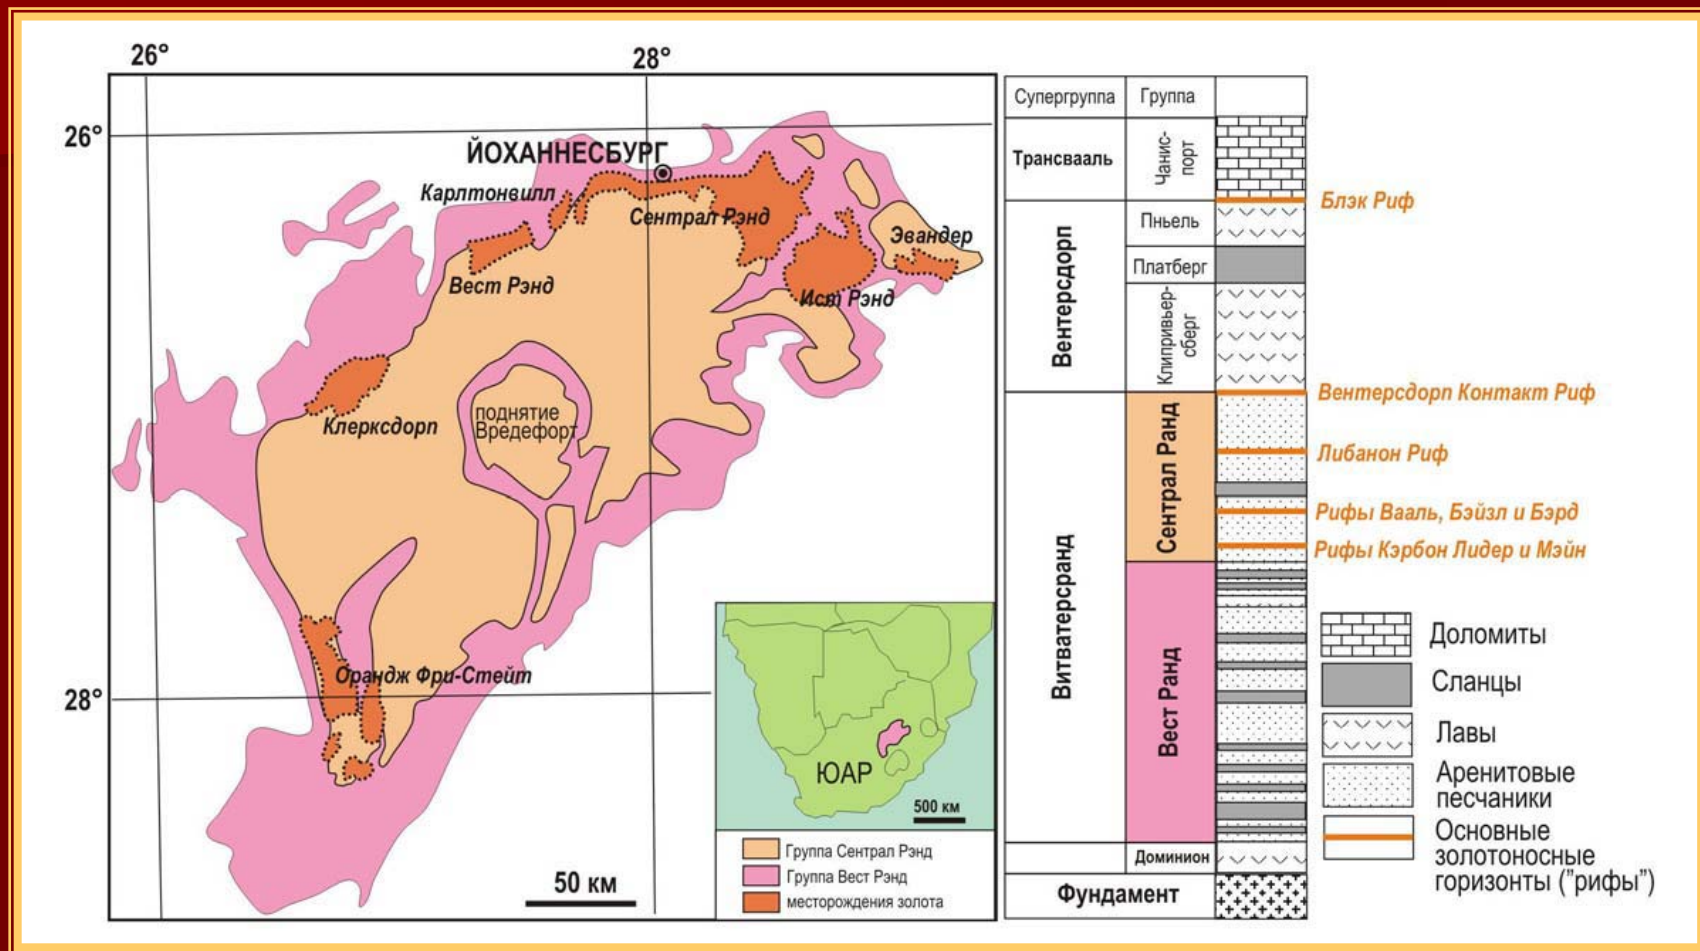 26°
28°
26°
ЙОХАННЕСБУРГ
Карлтонвилл
Сентрал Рэнд
Эвандер
Вест Рэнд
Ист Рэнд
Клерксдорп
поднятие
Вредефорт
Орандж Фри-Стейт
28°
50 км
ЮАР
500 км
Группа Сентрал Рэнд
Группа Вест Рэнд
месторождения золота
Супергруппа
Группа
Трансвааль
Чанис-
порт
Вентерсдорп
Пньель
Платберг
Клипривьер-
сберг
Витватерсранд
Сентрал Ранд
Вест Ранд
Доминион
Фундамент
Блэк Риф
Вентерсдорп Контакт Риф
Либанон Риф
Рифы Вааль, Бэйзл и Бэрд
Рифы Кэрбон Лидер и Мэйн
Доломиты
Сланцы
Лавы
Аренитовые
песчаники
Основные
золотоносные
горизонты ("рифы")